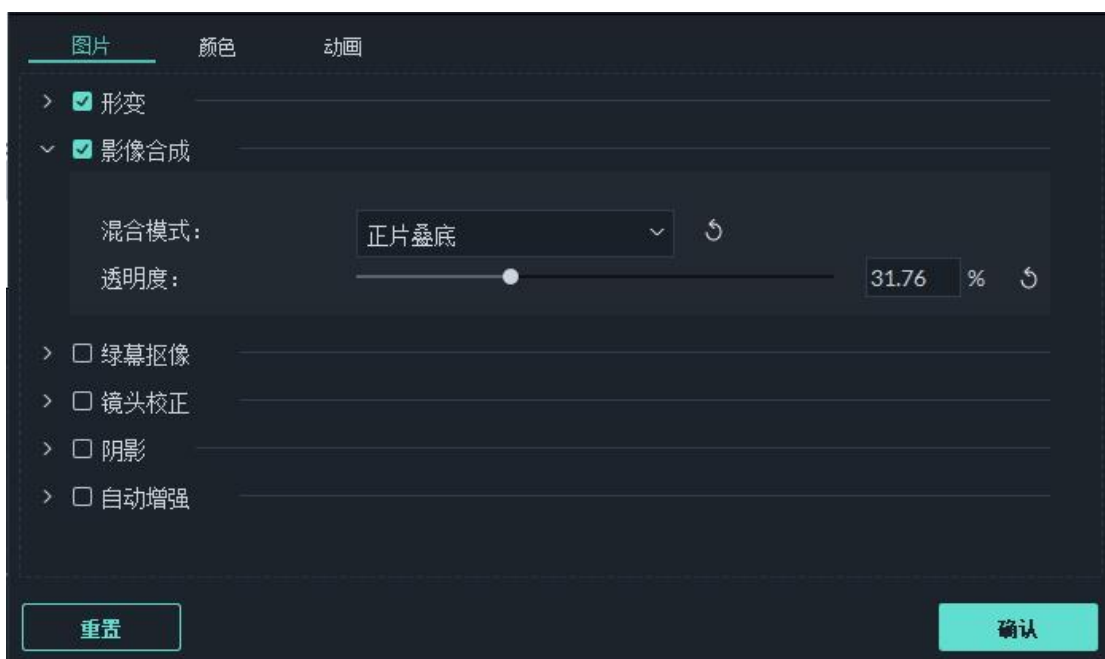 图片 颜色 动画
形变
影像合成
混合模式: 正片叠底
透明度: 31.76 %
绿幕抠像
镜头校正
阴影
自动增强
重置 确认